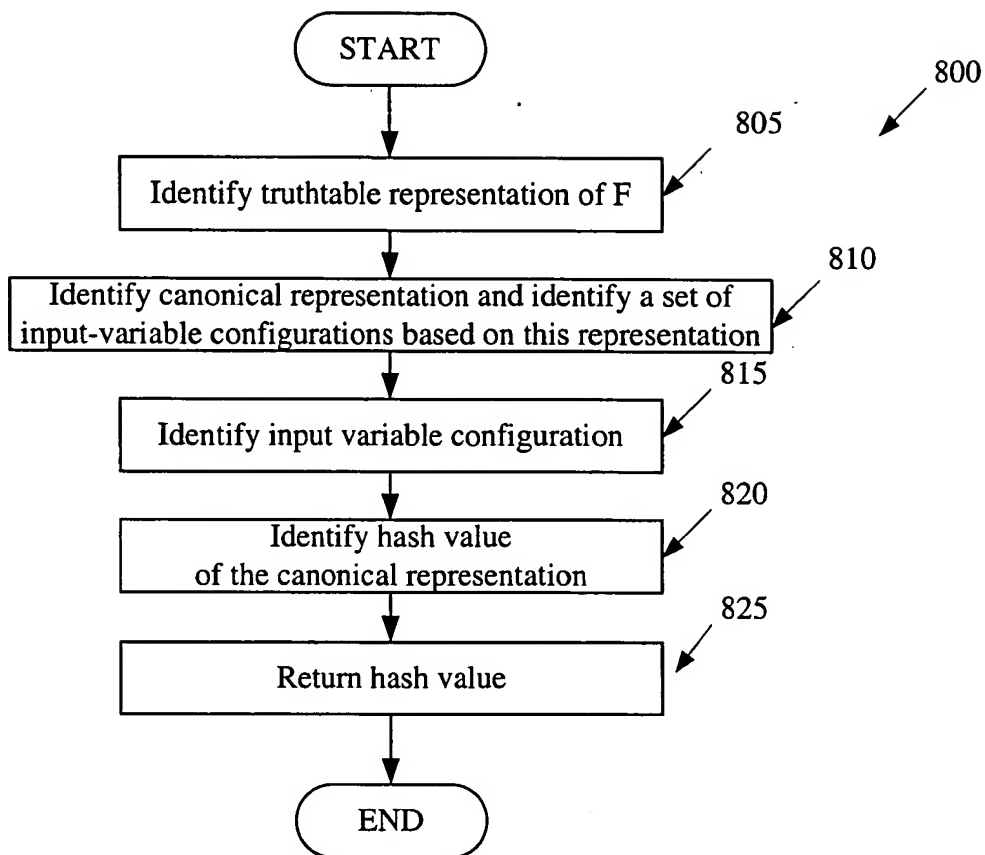 START
800
805
Identify truthtable representation of F
810
Identify canonical representation and identify a set of
input-variable configurations based on this representation
815
Identify input variable configuration
820
Identify hash value
of the canonical representation
825
Return hash value
END